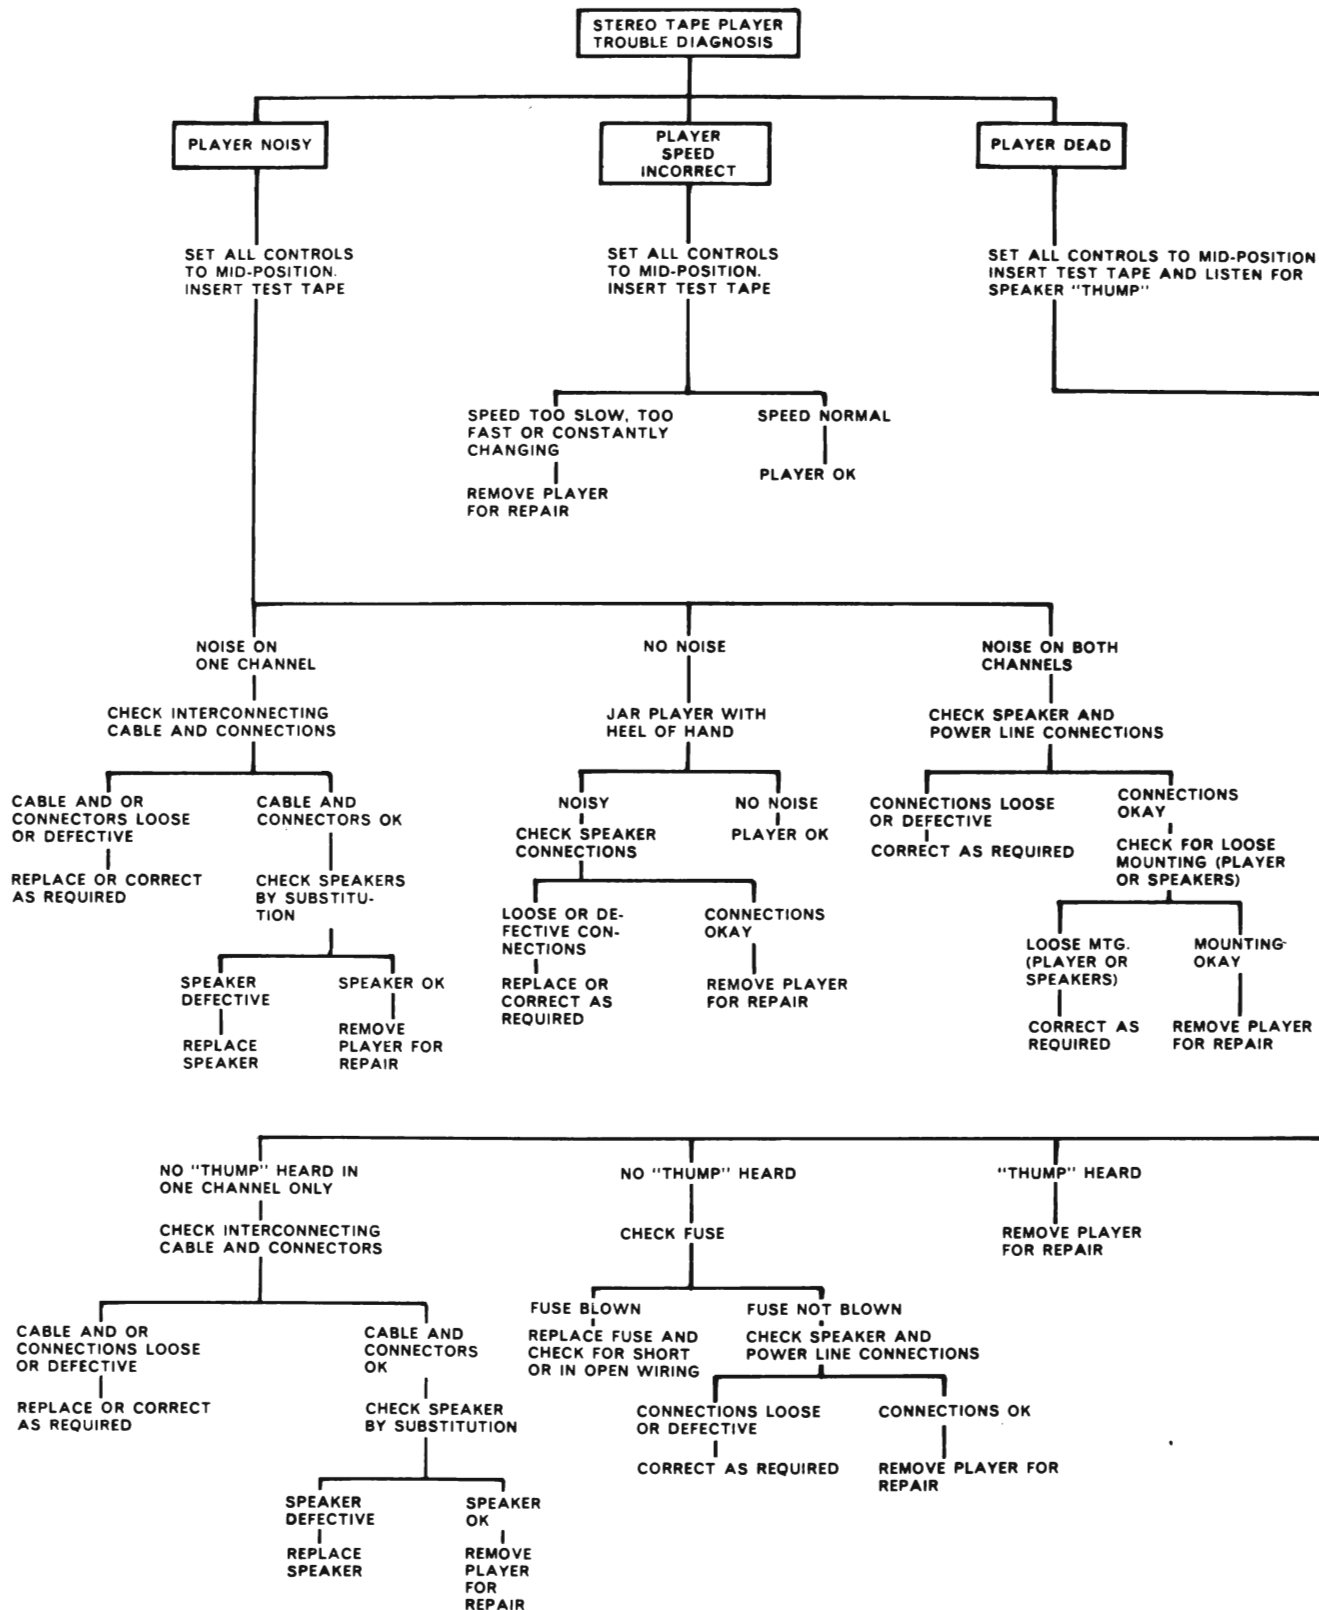 STEREO TAPE PLAYER
TROUBLE DIAGNOSIS
PLAYER NOISY
PLAYER
SPEED
INCORRECT
PLAYER DEAD
SET ALL CONTROLS
TO MID-POSITION.
INSERT TEST TAPE
SET ALL CONTROLS
TO MID-POSITION.
INSERT TEST TAPE
SET ALL CONTROLS TO MID-POSITION
INSERT TEST TAPE AND LISTEN FOR
SPEAKER "THUMP"
SPEED TOO SLOW, TOO
FAST OR CONSTANTLY
CHANGING
REMOVE PLAYER
FOR REPAIR
SPEED NORMAL
PLAYER OK
NOISE ON
ONE CHANNEL
CHECK INTERCONNECTING
CABLE AND CONNECTIONS
CABLE AND OR
CONNECTORS LOOSE
OR DEFECTIVE
REPLACE OR CORRECT
AS REQUIRED
CABLE AND
CONNECTORS OK
CHECK SPEAKERS
BY SUBSTITU-
TION
SPEAKER
DEFECTIVE
REPLACE
SPEAKER
SPEAKER OK
REMOVE
PLAYER FOR
REPAIR
NO NOISE
JAR PLAYER WITH
HEEL OF HAND
NOISY
CHECK SPEAKER
CONNECTIONS
NO NOISE
PLAYER OK
LOOSE OR DE-
FECTIVE CON-
NECTIONS
REPLACE OR
CORRECT AS
REQUIRED
CONNECTIONS
OKAY
REMOVE PLAYER
FOR REPAIR
NOISE ON BOTH
CHANNELS
CHECK SPEAKER AND
POWER LINE CONNECTIONS
CONNECTIONS LOOSE
OR DEFECTIVE
CORRECT AS REQUIRED
CONNECTIONS
OKAY
CHECK FOR LOOSE
MOUNTING (PLAYER
OR SPEAKERS)
LOOSE MTG.
(PLAYER OR
SPEAKERS)
CORRECT AS
REQUIRED
MOUNTING
OKAY
REMOVE PLAYER
FOR REPAIR
NO "THUMP" HEARD IN
ONE CHANNEL ONLY
CHECK INTERCONNECTING
CABLE AND CONNECTORS
CABLE AND OR
CONNECTIONS LOOSE
OR DEFECTIVE
REPLACE OR CORRECT
AS REQUIRED
CABLE AND
CONNECTORS
OK
CHECK SPEAKER
BY SUBSTITUTION
SPEAKER
DEFECTIVE
REPLACE
SPEAKER
SPEAKER
OK
REMOVE
PLAYER
FOR
REPAIR
NO "THUMP" HEARD
CHECK FUSE
FUSE BLOWN
REPLACE FUSE AND
CHECK FOR SHORT
OR IN OPEN WIRING
FUSE NOT BLOWN
CHECK SPEAKER AND
POWER LINE CONNECTIONS
CONNECTIONS LOOSE
OR DEFECTIVE
CORRECT AS REQUIRED
CONNECTIONS OK
REMOVE PLAYER FOR
REPAIR
"THUMP" HEARD
REMOVE PLAYER
FOR REPAIR